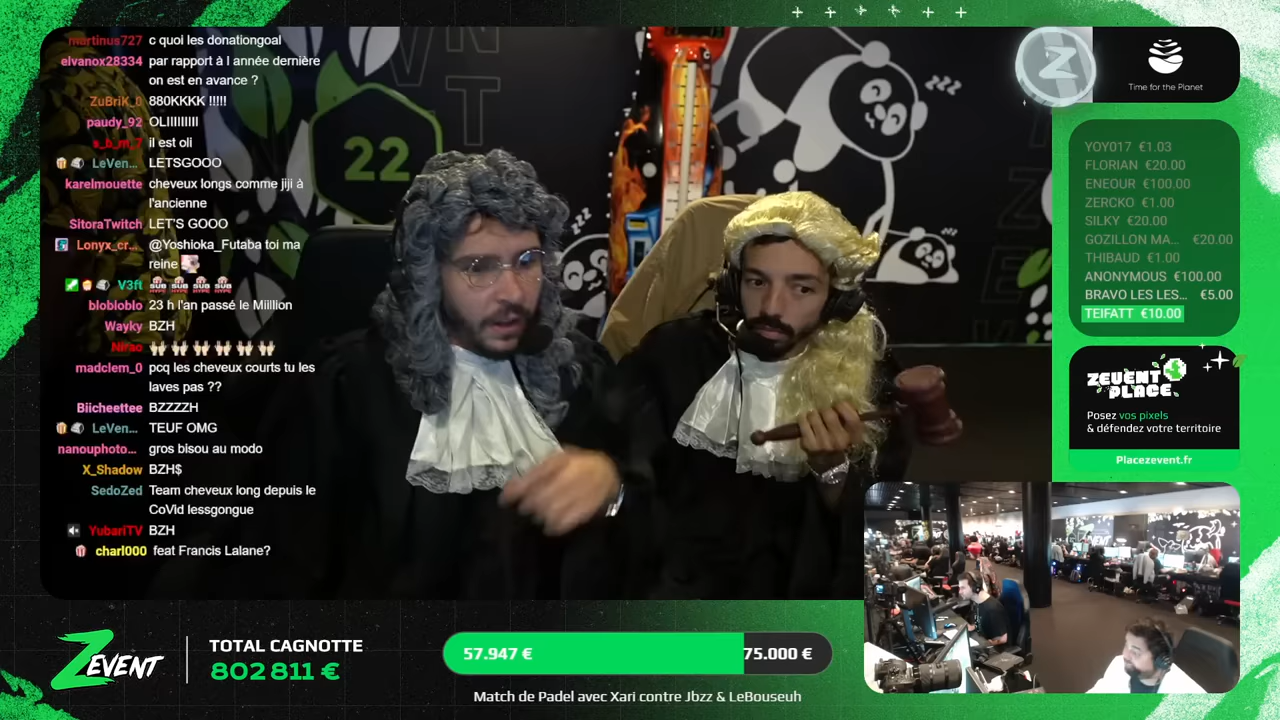 martinus727 c quoi les donationgoal
elvanox28334 par rapport à l année dernière
on est en avance ?
ZuBriK_0 880KKKK !!!!!
paudy_92 OLIIIIIIIII
s_b_m_7 il est oli
LeVen... LETSGOOO
karelmouette cheveux longs comme jiji à
l'ancienne
SitoraTwitch LET'S GOOO
Lonyx_cr... @Yoshioka_Futaba toi ma
reine
V3ft
blobloblo 23 h l'an passé le Miillion
Wayky BZH
Nirao
madclem_0 pcq les cheveux courts tu les
laves pas ??
Biicheettee BZZZZH
LeVen... TEUF OMG
nanouphoto... gros bisou au modo
X_Shadow BZH$
SedoZed Team cheveux long depuis le
CoVid lessgongue
YubariTV BZH
charl000 feat Francis Lalane?
22
Z
Time for the Planet
YOY017 €1.03
FLORIAN €20.00
ENEOUR €100.00
ZERCKO €1.00
SILKY €20.00
GOZILLON MA... €20.00
THIBAUD €1.00
ANONYMOUS €100.00
BRAVO LES LES... €5.00
TEIFATT €10.00
ZEVENT
PLACE
Posez vos pixels
& défendez votre territoire
Placezevent.fr
ZEVENT
TOTAL CAGNOTTE
802 811 €
57.947 € 75.000 €
Match de Padel avec Xari contre Jbzz & LeBouseuh